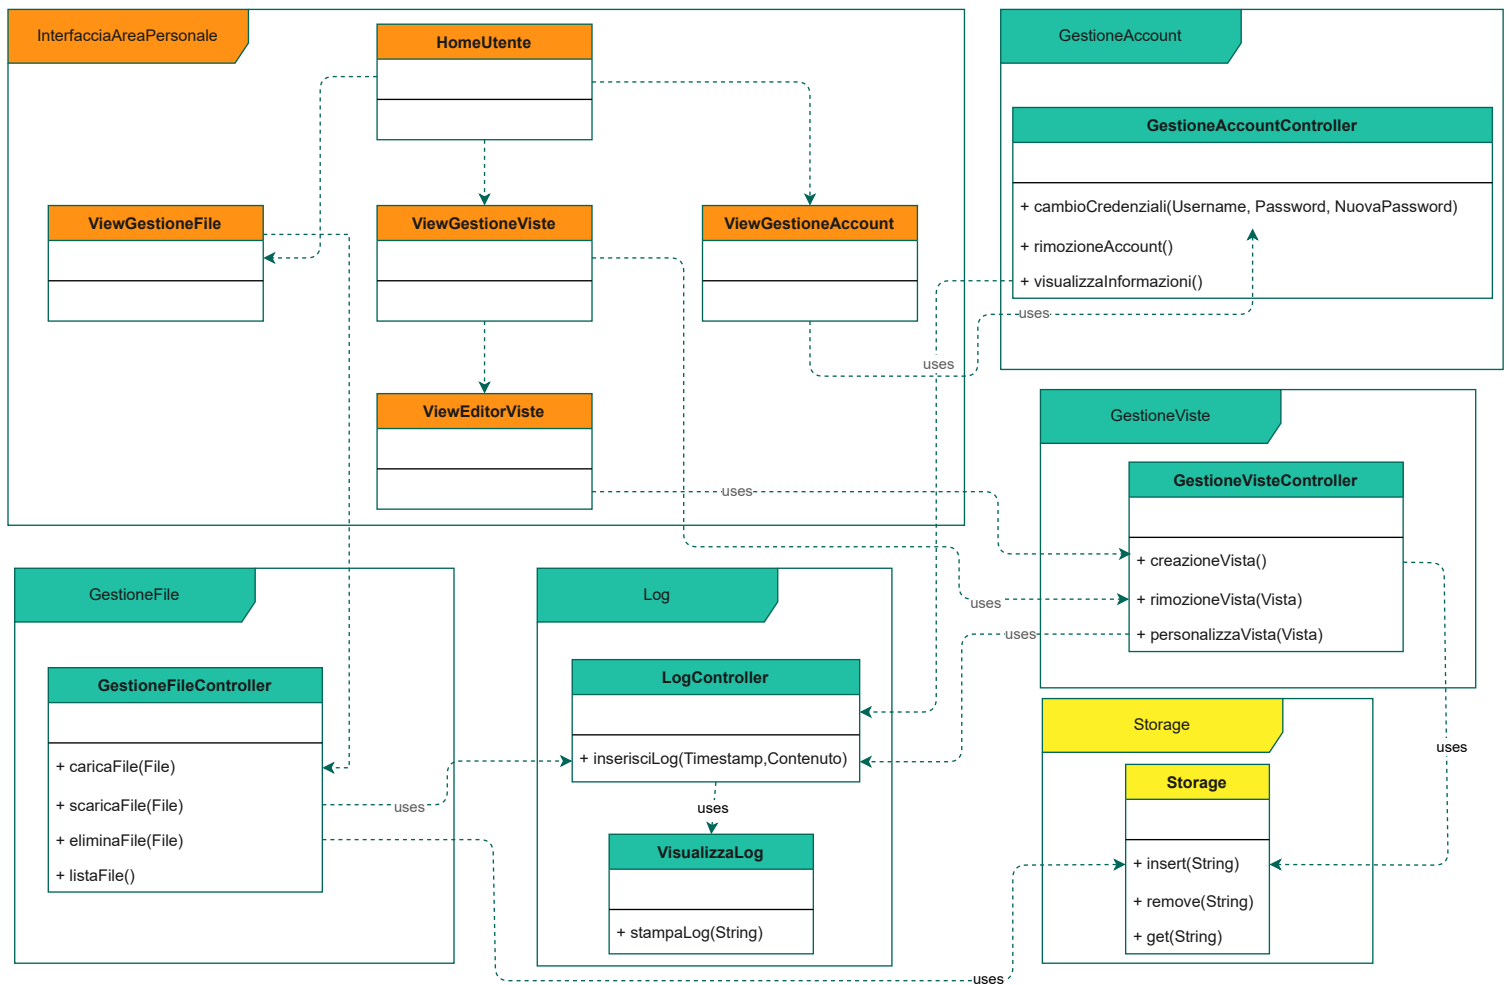 InterfacciaAreaPersonale
HomeUtente
ViewGestioneFile
ViewGestioneViste
ViewGestioneAccount
ViewEditorViste
GestioneAccount
GestioneAccountController
+ cambioCredenziali(Username, Password, NuovaPassword)
+ rimozioneAccount()
+ visualizzaInformazioni()
uses
uses
uses
GestioneViste
GestioneVisteController
+ creazioneVista()
+ rimozioneVista(Vista)
+ personalizzaVista(Vista)
uses
uses
uses
GestioneFile
GestioneFileController
+ caricaFile(File)
+ scaricaFile(File)
+ eliminaFile(File)
+ listaFile()
uses
Log
LogController
+ inserisciLog(Timestamp,Contenuto)
uses
VisualizzaLog
+ stampaLog(String)
Storage
Storage
+ insert(String)
+ remove(String)
+ get(String)
uses